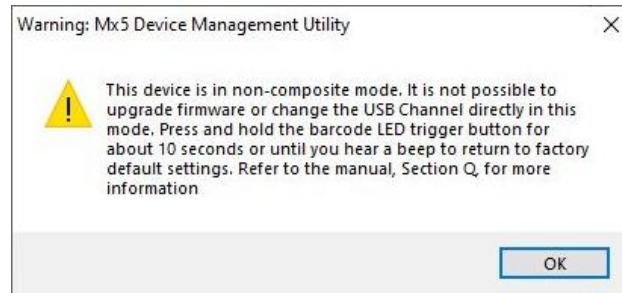 Warning: Mx5 Device Management Utility
This device is in non-composite mode. It is not possible to
upgrade firmware or change the USB Channel directly in this
mode. Press and hold the barcode LED trigger button for
about 10 seconds or until you hear a beep to return to factory
default settings. Refer to the manual, Section Q, for more
information
OK